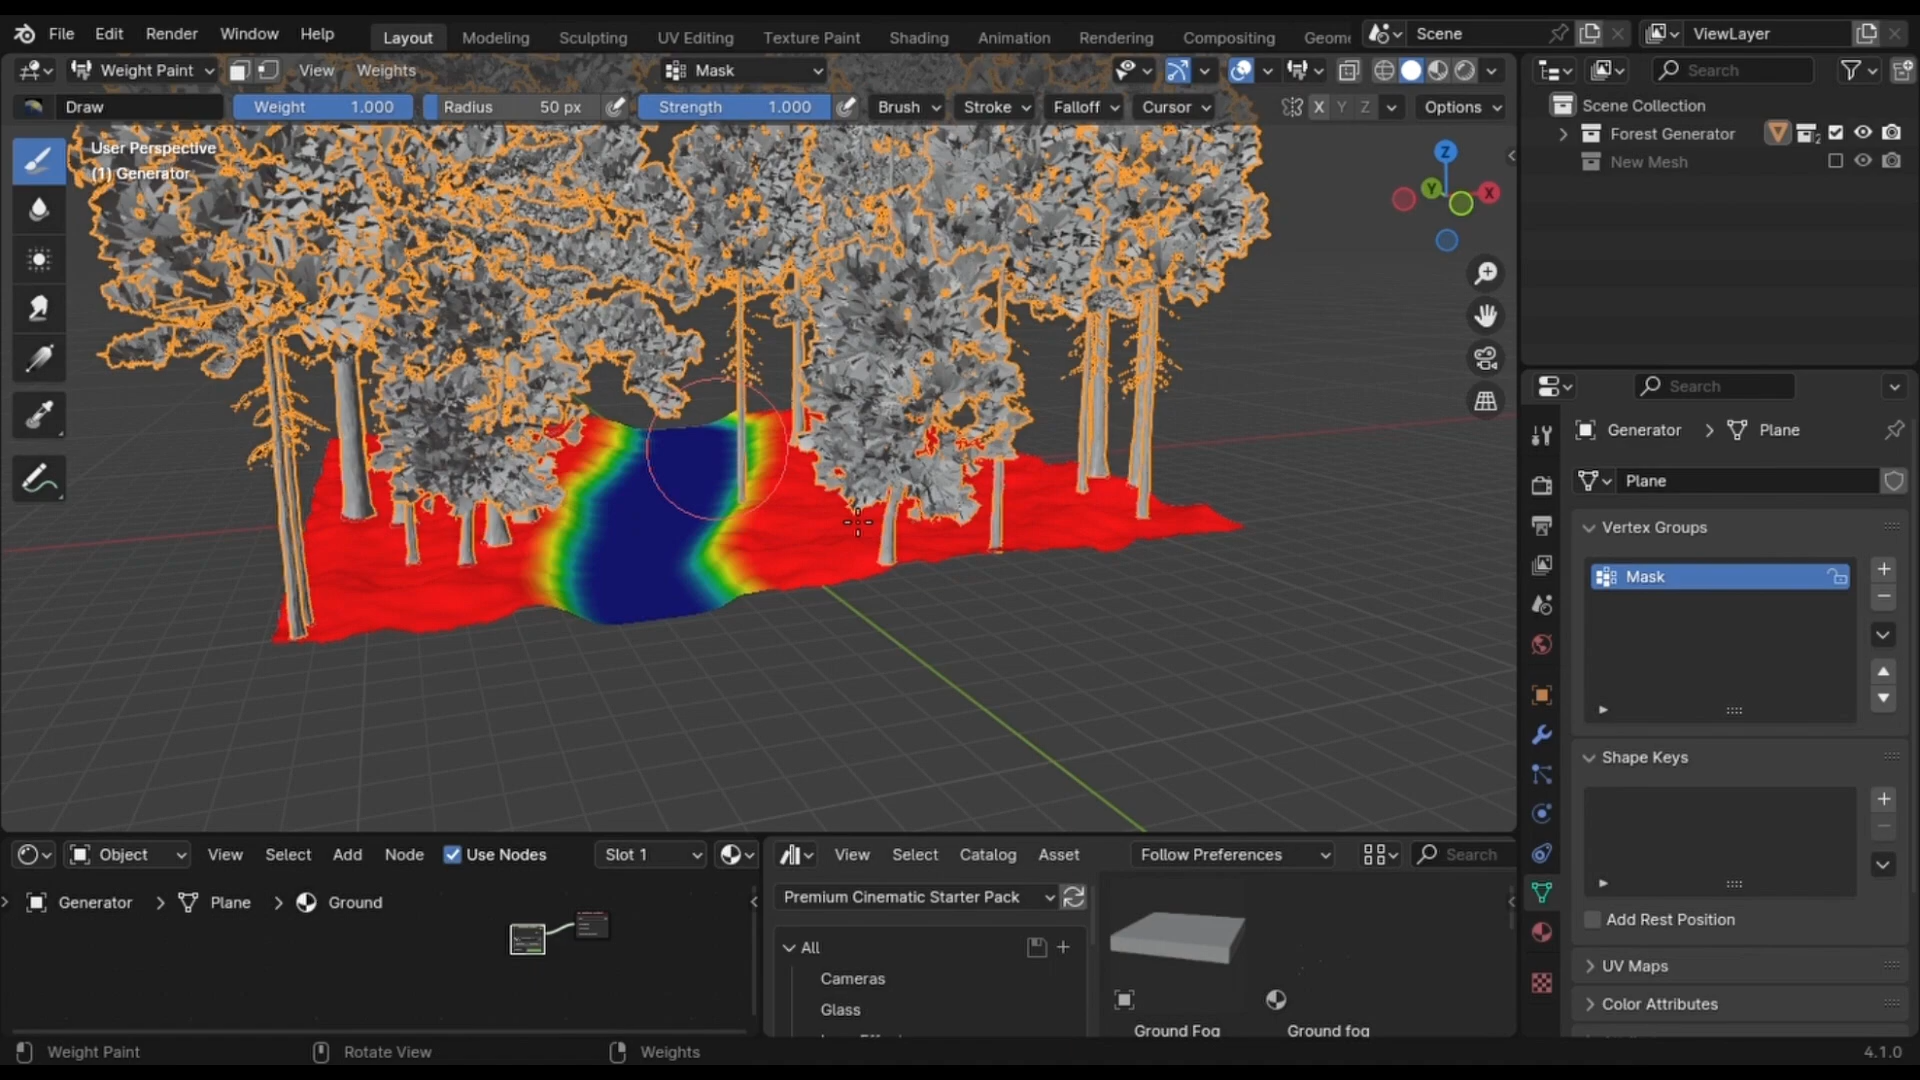 File Edit Render Window Help Layout Modeling Sculpting UV Editing Texture Paint Shading Animation Rendering Compositing Geome Scene ViewLayer
Weight Paint View Weights Mask Search
Draw Weight 1.000 Radius 50 px Strength 1.000 Brush Stroke Falloff Cursor X Y Z Options
Scene Collection
Forest Generator 2
New Mesh
User Perspective
(1) Generator
Z
Y
X
Search
Generator > Plane
Plane
Vertex Groups
Mask
Shape Keys
Add Rest Position
UV Maps
Color Attributes
Object View Select Add Node Use Nodes Slot 1
Generator > Plane > Ground
View Select Catalog Asset Follow Preferences Search
Premium Cinematic Starter Pack
All
Cameras
Glass
Ground Fog
Ground fog
Weight Paint Rotate View Weights 4.1.0